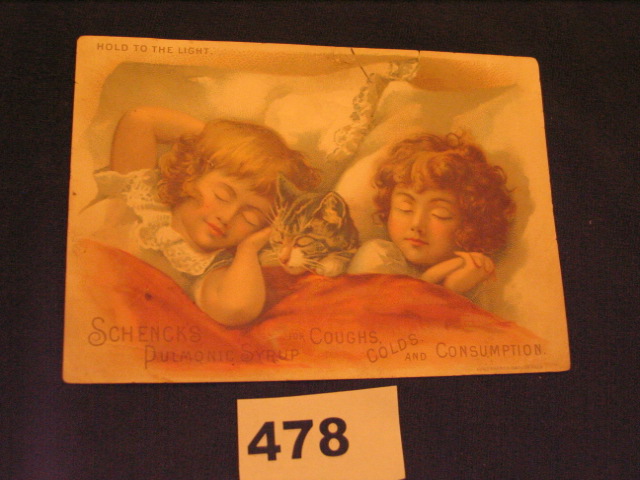 HOLD TO THE LIGHT.
SCHENCK'S FOR COUGHS,
PULMONIC SYRUP COLDS AND CONSUMPTION.
478